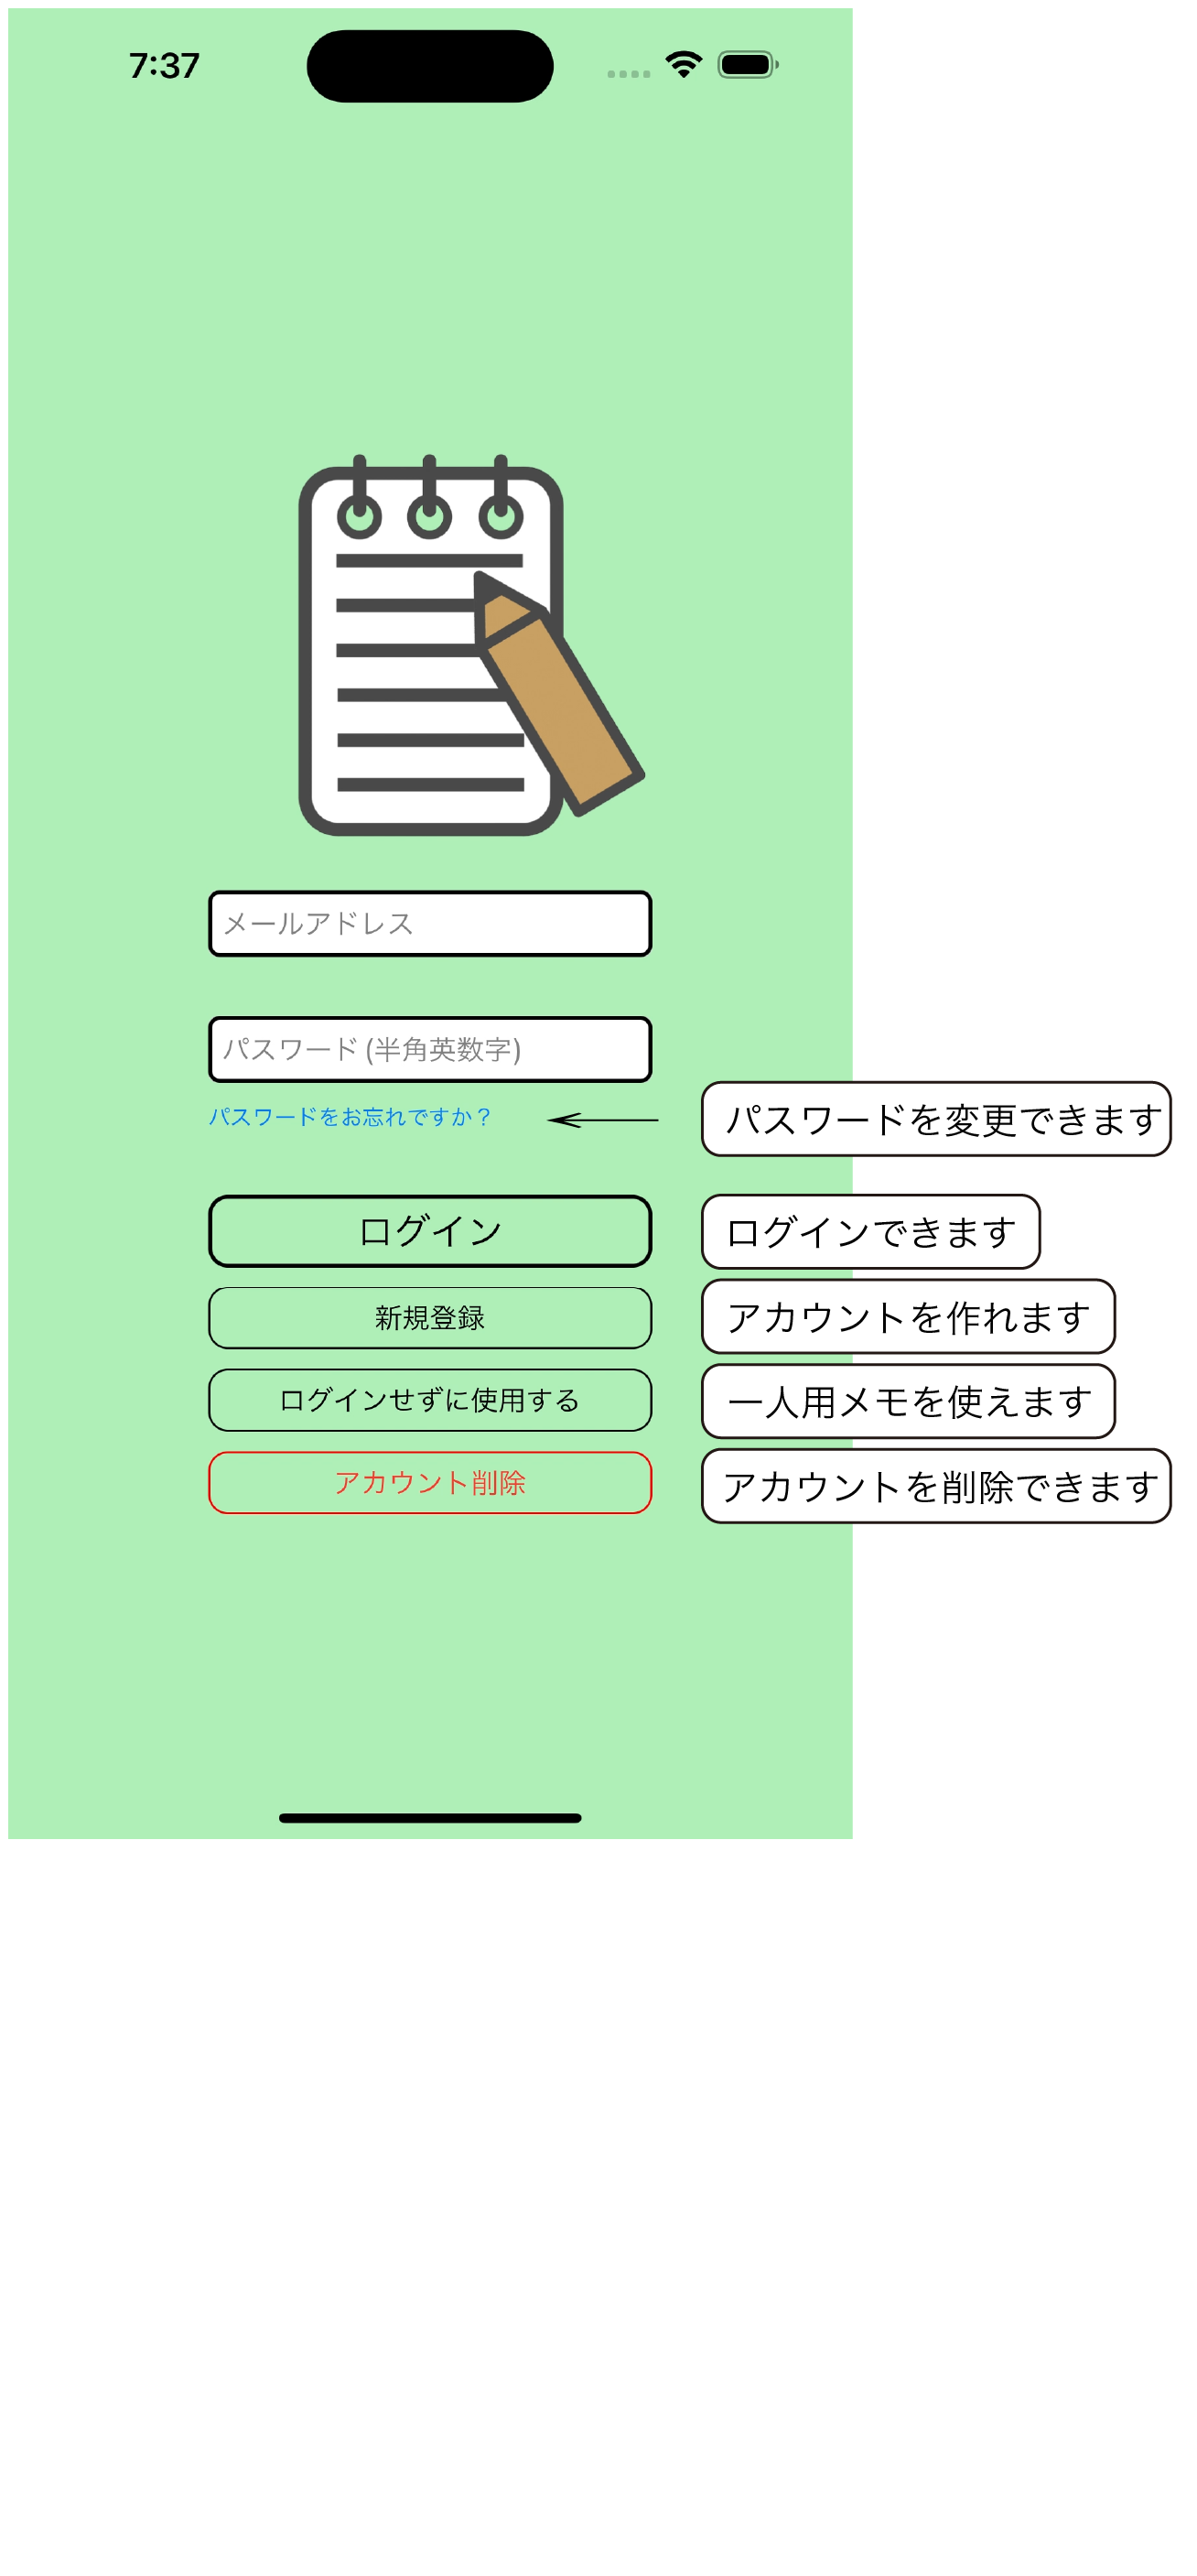 7:37
メールアドレス
パスワード (半角英数字)
パスワードをお忘れですか？
パスワードを変更できます
ログイン
ログインできます
新規登録
アカウントを作れます
ログインせずに使用する
一人用メモを使えます
アカウント削除
アカウントを削除できます